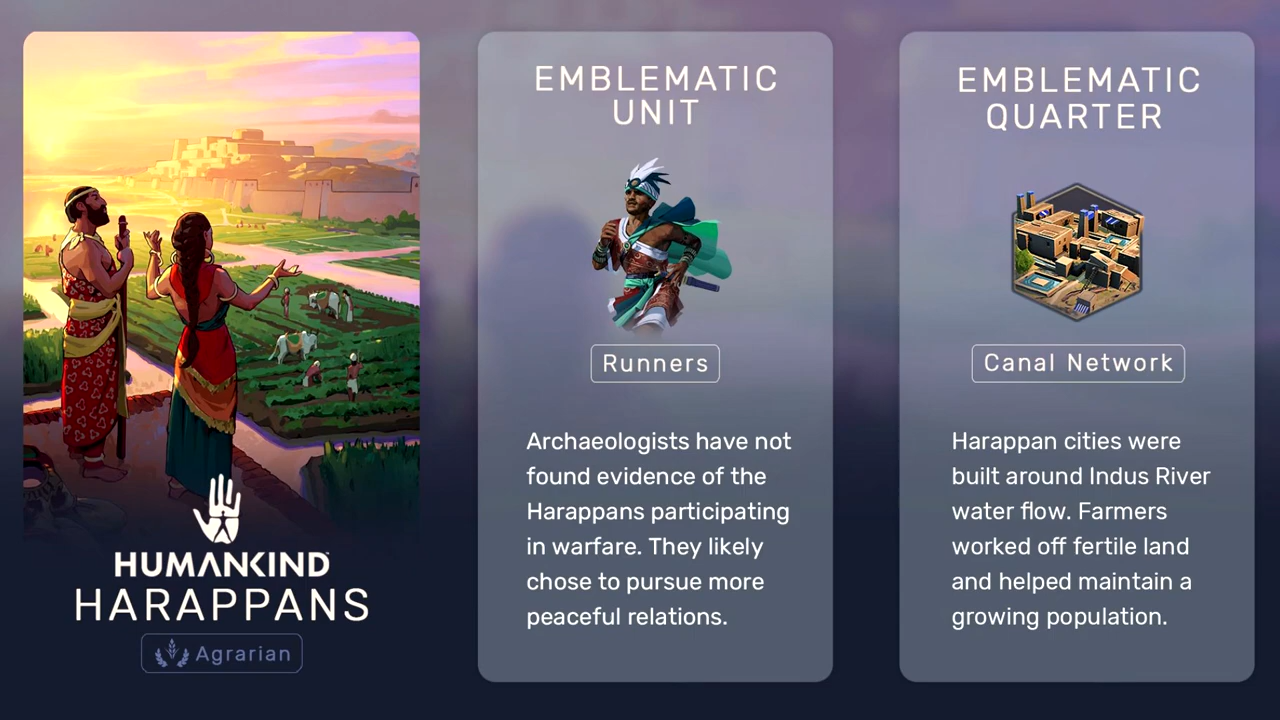 HUMANKIND
HARAPPANS
Agrarian
EMBLEMATIC
UNIT
Runners
Archaeologists have not
found evidence of the
Harappans participating
in warfare. They likely
chose to pursue more
peaceful relations.
EMBLEMATIC
QUARTER
Canal Network
Harappan cities were
built around Indus River
water flow. Farmers
worked off fertile land
and helped maintain a
growing population.